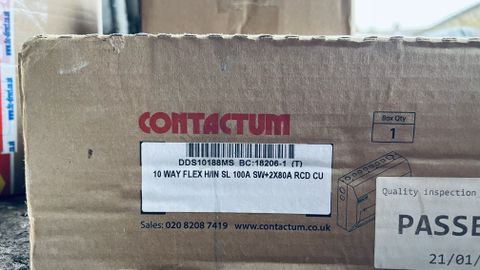 CONTACTUM
DDS10188MS BC:18206-1 (T)
10 WAY FLEX H/IN SL 100A SW+2X80A RCD CU
Sales: 020 8208 7419 www.contactum.co.uk
Box Qty
1
Quality inspection
PASSE
21/01/